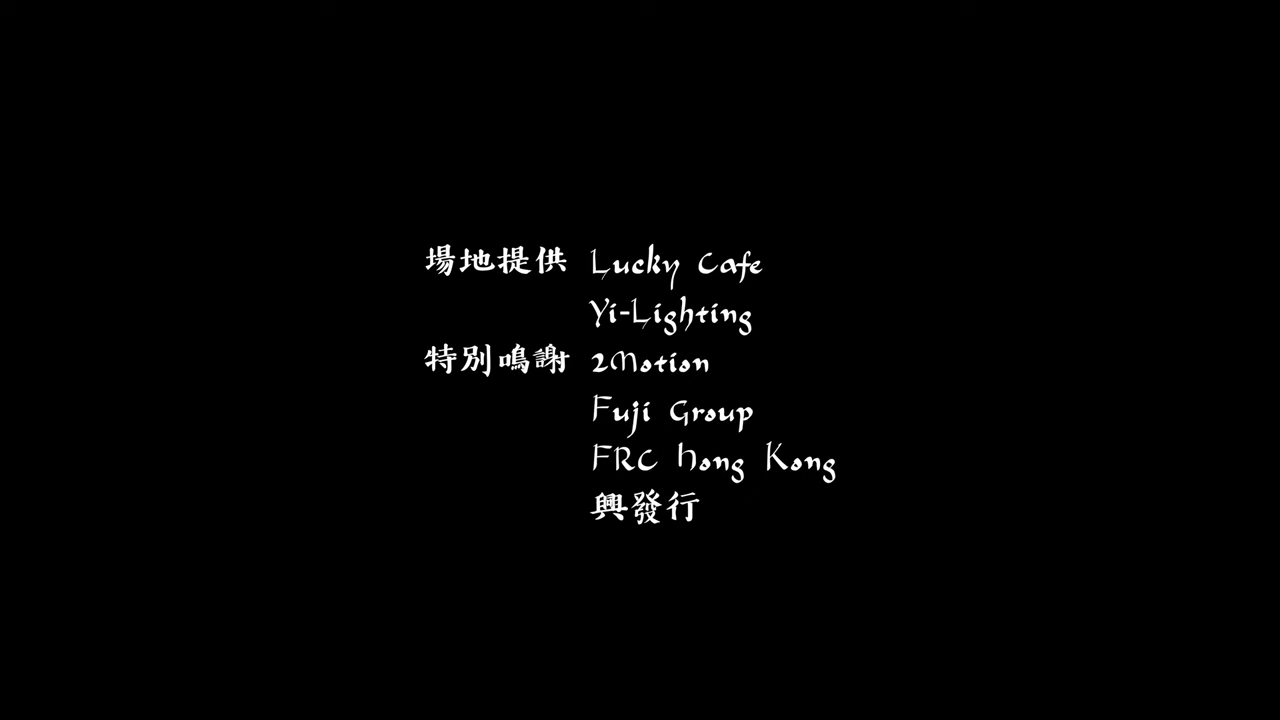 場地提供 Lucky Cafe
Yi-Lighting
特別鳴謝 2Motion
Fuji Group
FRC Hong Kong
興發行